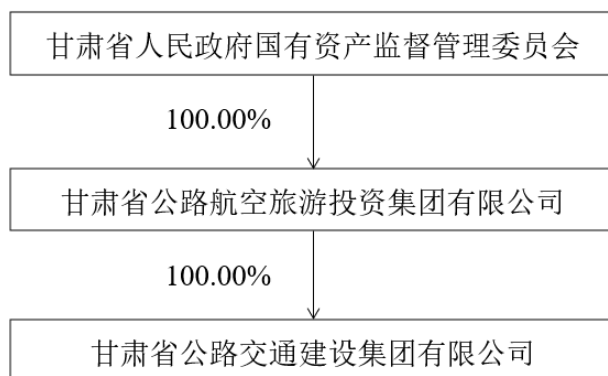 甘肃省人民政府国有资产监督管理委员会
100.00%
甘肃省公路航空旅游投资集团有限公司
100.00%
甘肃省公路交通建设集团有限公司